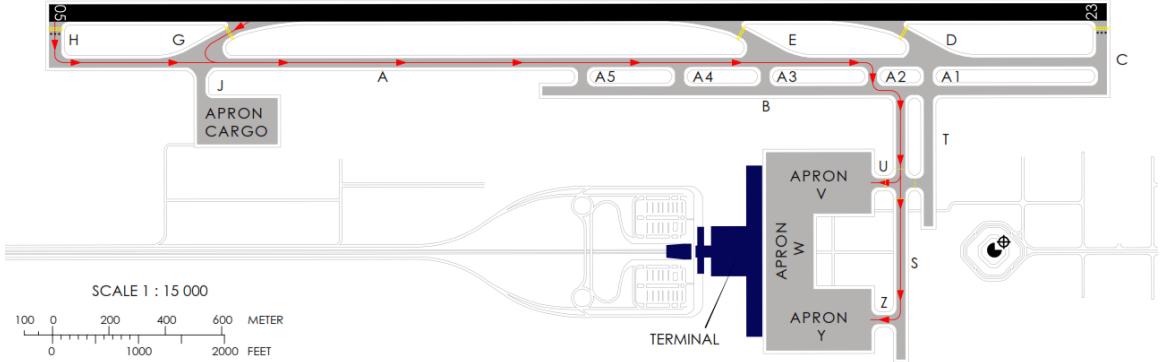 05
23
H
G
E
D
C
A
A5
A4
A3
A2
A1
J
B
APRON
CARGO
T
U
APRON
V
APRON
W
S
Z
APRON
Y
TERMINAL
SCALE 1 : 15 000
100 0 200 400 600 METER
0 1000 2000 FEET